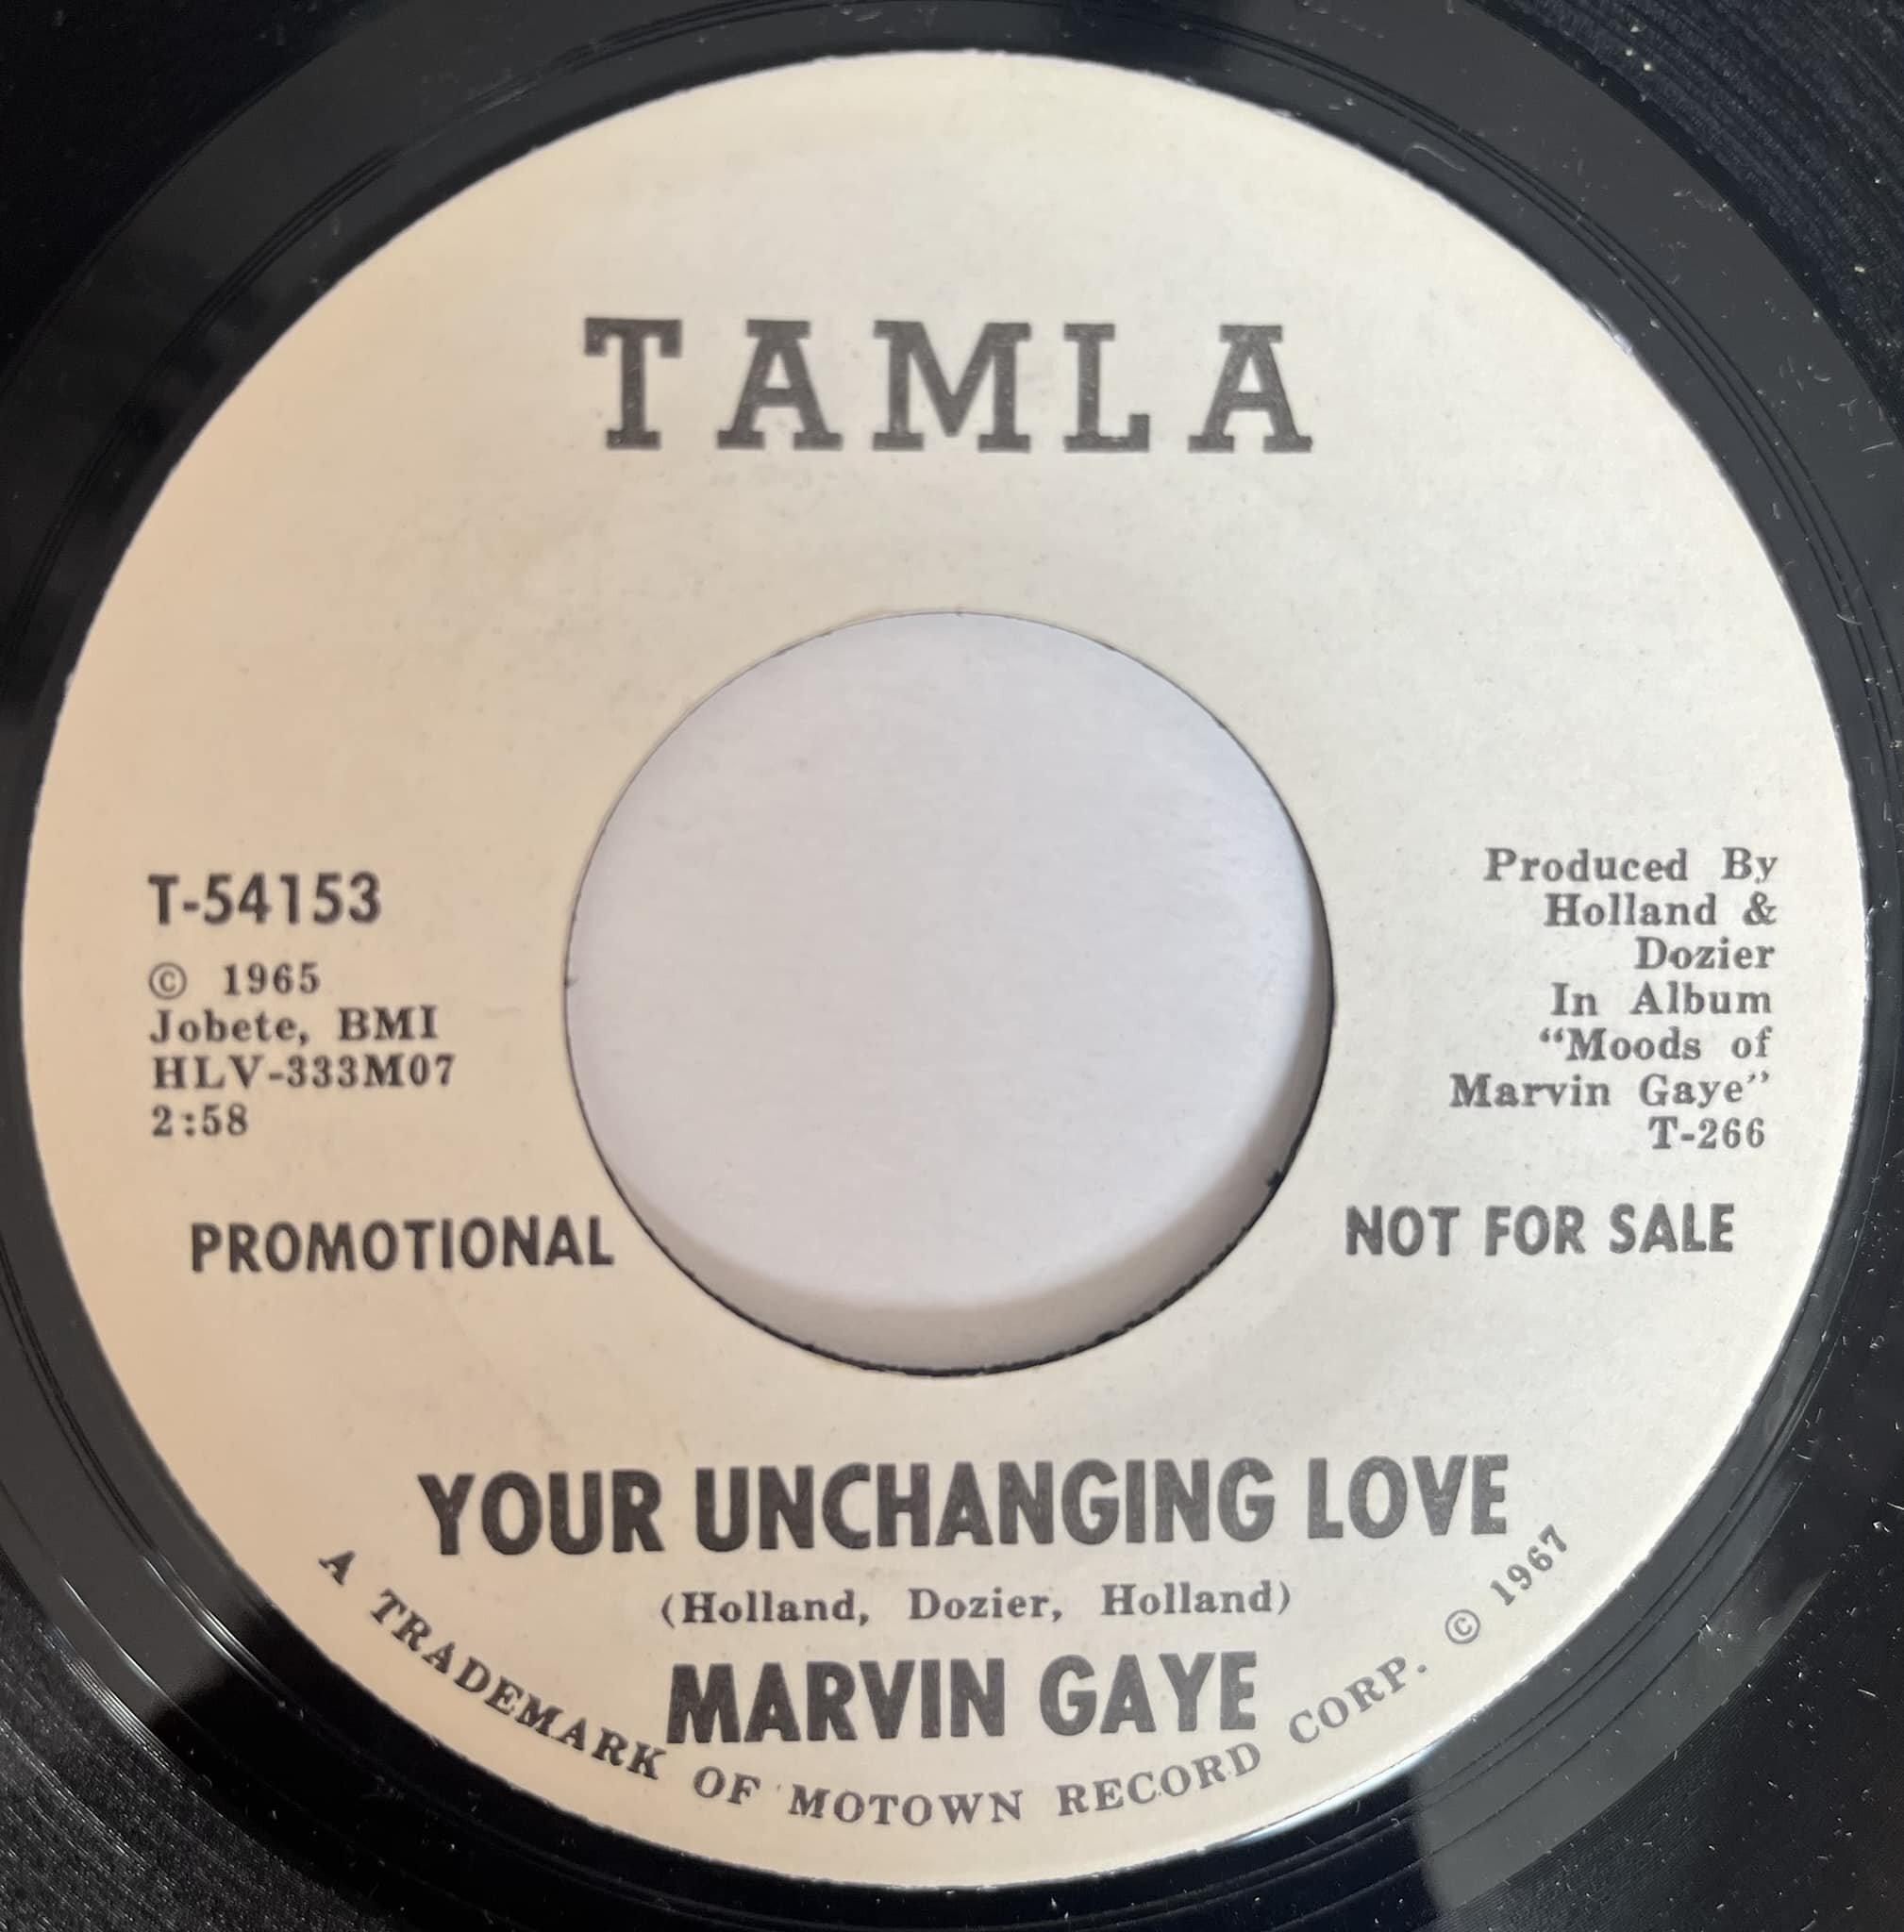 TAMLA
T-54153
© 1965
Jobete, BMI
HLV-333M07
2:58
Produced By
Holland &
Dozier
In Album
“Moods of
Marvin Gaye”
T-266
PROMOTIONAL
NOT FOR SALE
YOUR UNCHANGING LOVE
(Holland, Dozier, Holland)
MARVIN GAYE
A TRADEMARK OF MOTOWN RECORD CORP. © 1967